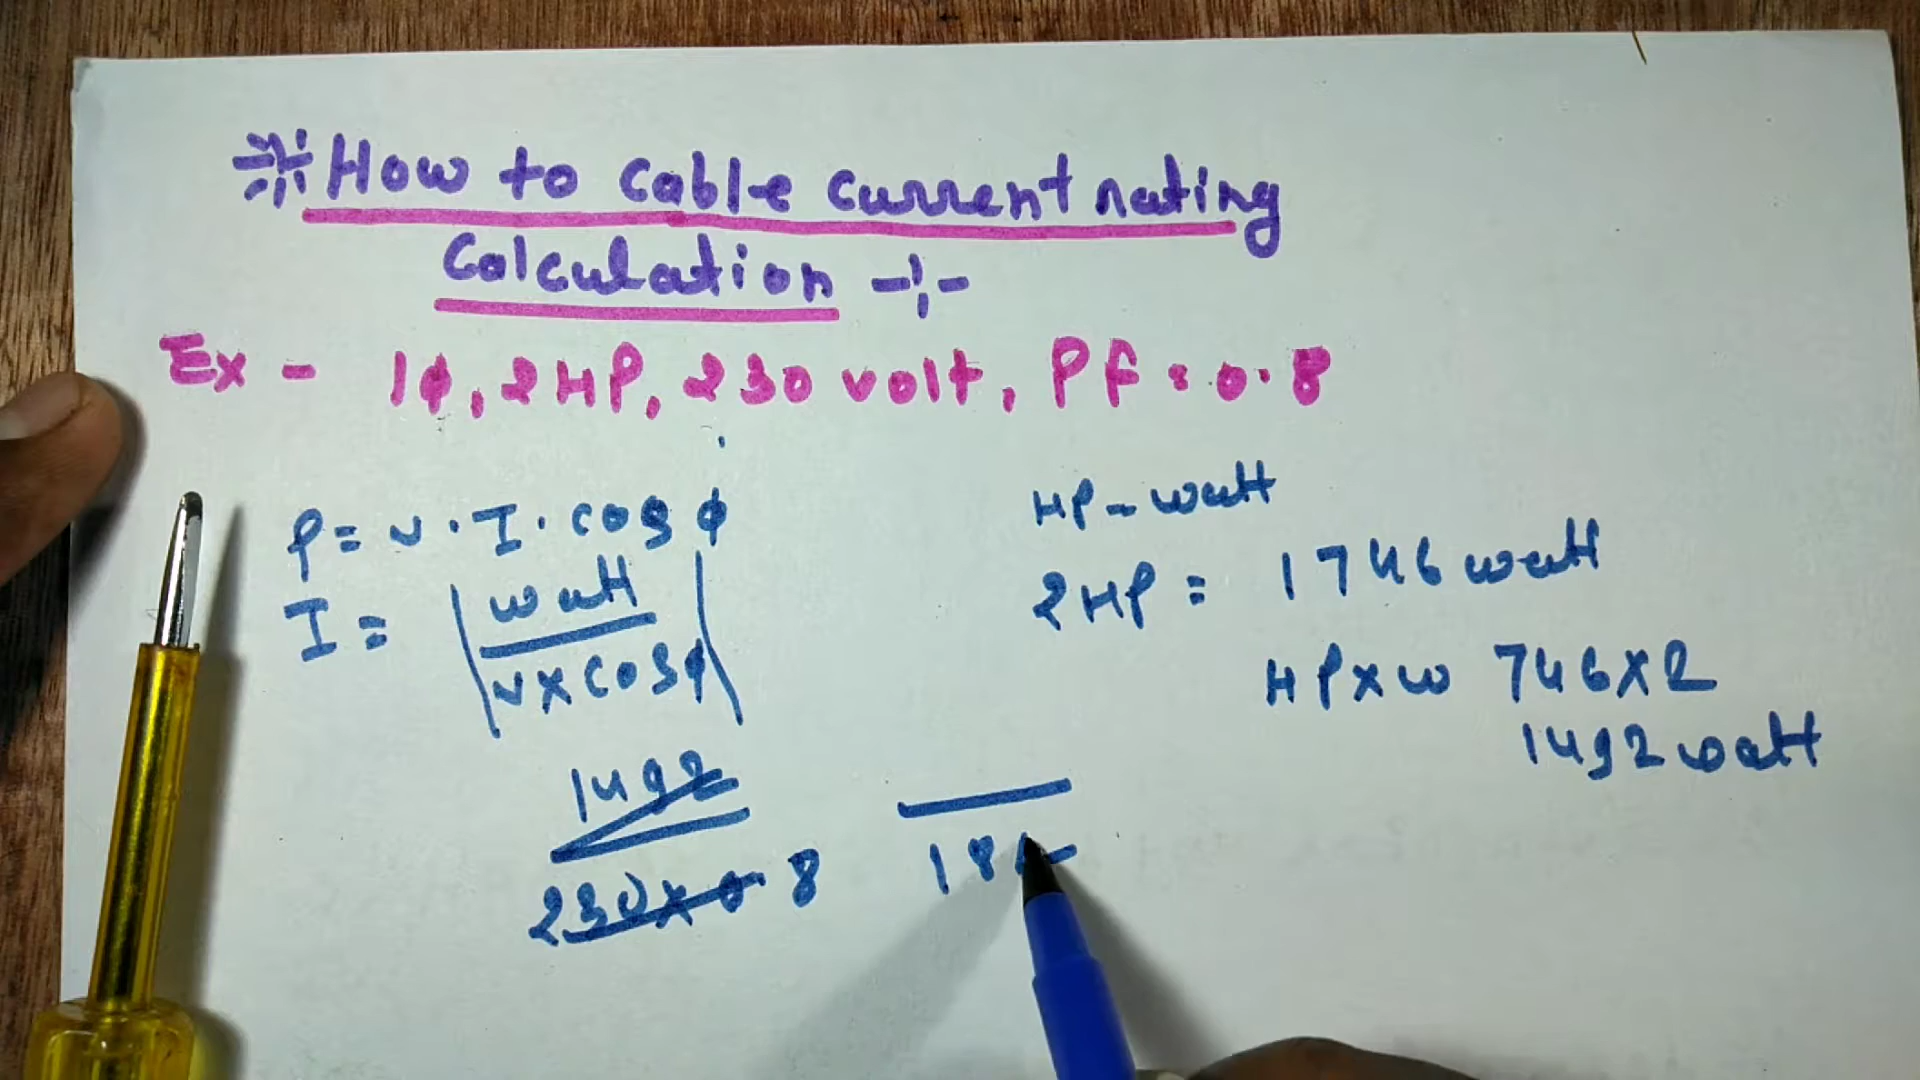 How to cable current rating
Calculation
Ex - 1φ, 2HP, 230 volt, PF = 0.8
P = V · I · cos φ
I = watt
V x cos φ
HP - watt
2HP = 1746 watt
HP x W 746 x 2
1492 watt
1492
230 x 0.8
184